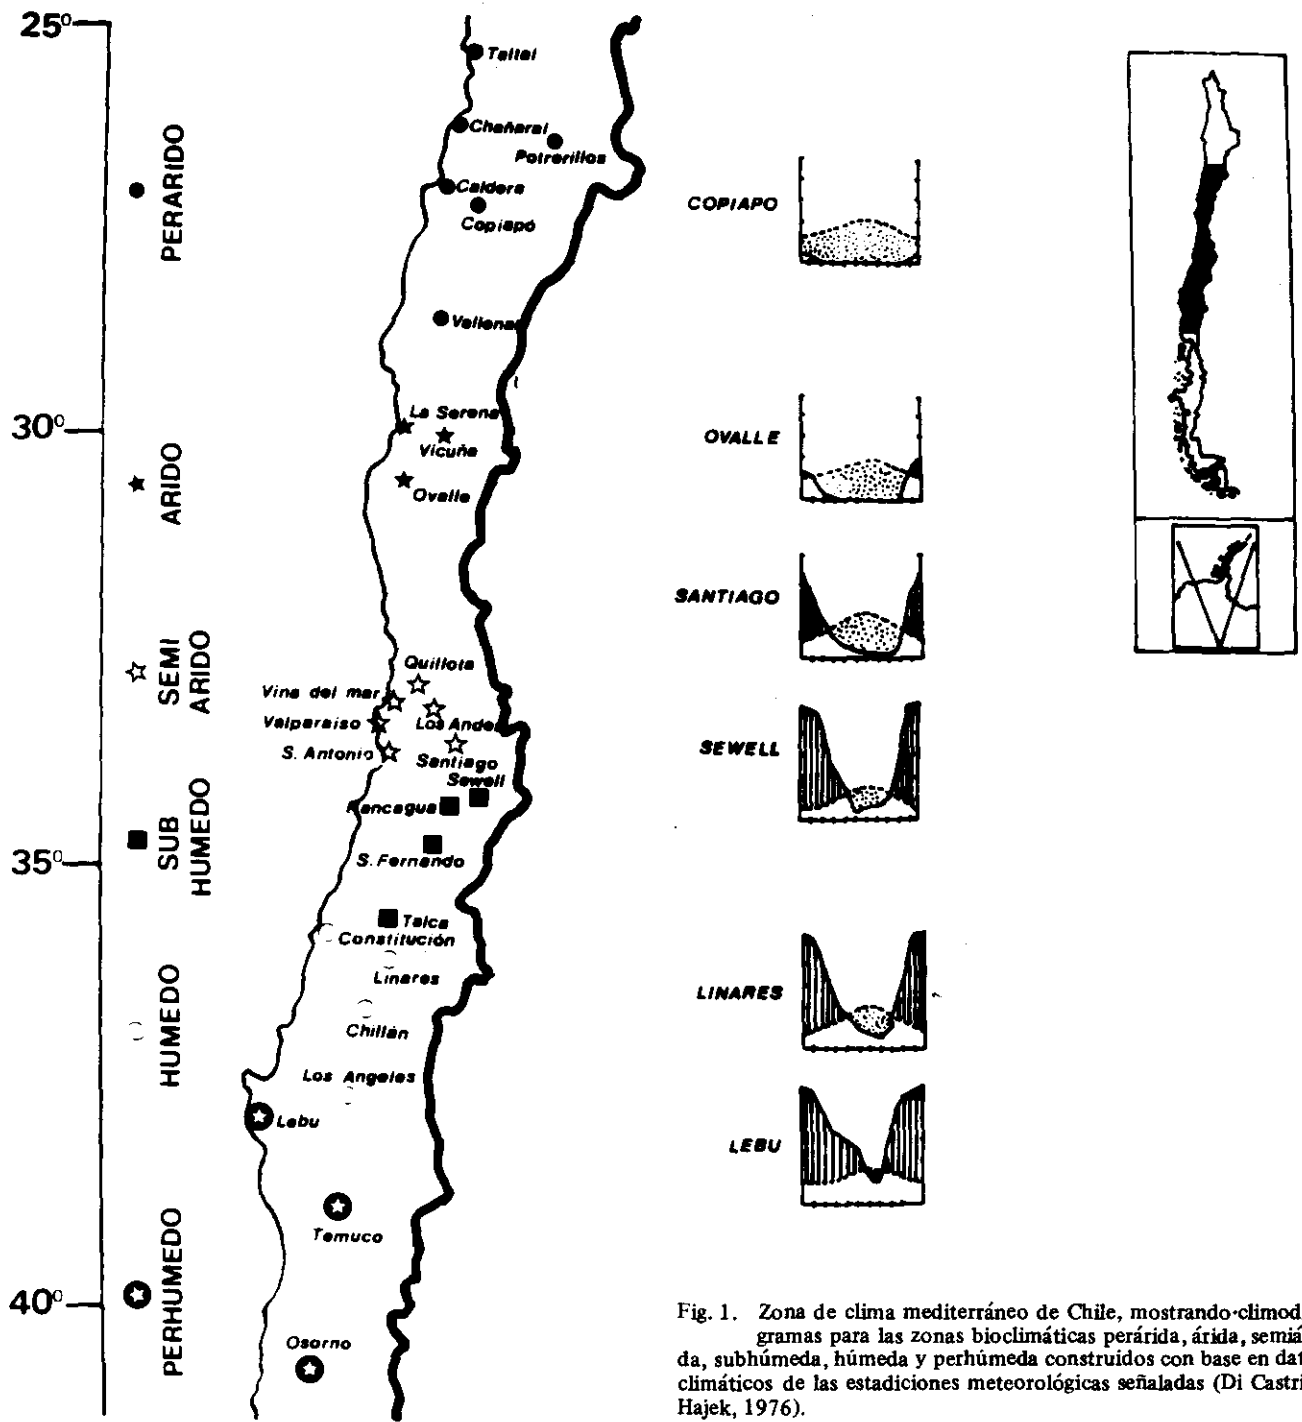 25°
30°
35°
40°
PERARIDO
ARIDO
SEMI
ARIDO
SUB
HUMEDO
HUMEDO
PERHUMEDO
Taltal
Chañaral
Potrerillos
Caldera
Copiapó
Vallenar
La Serena
Vicuña
Ovalle
Quillota
Vina del mar
Valparaiso
Los Andes
S. Antonio
Santiago
Sewell
Rancagua
S. Fernando
Talca
Constitución
Linares
Chillán
Los Angeles
Lebu
Temuco
Osorno
COPIAPO
OVALLE
SANTIAGO
SEWELL
LINARES
LEBU
Fig. 1. Zona de clima mediterráneo de Chile, mostrando climod
gramas para las zonas bioclimáticas perárida, árida, semiá
da, subhúmeda, húmeda y perhúmeda construidos con base en dat
climáticos de las estadiciones meteorológicas señaladas (Di Castri
Hajek, 1976).